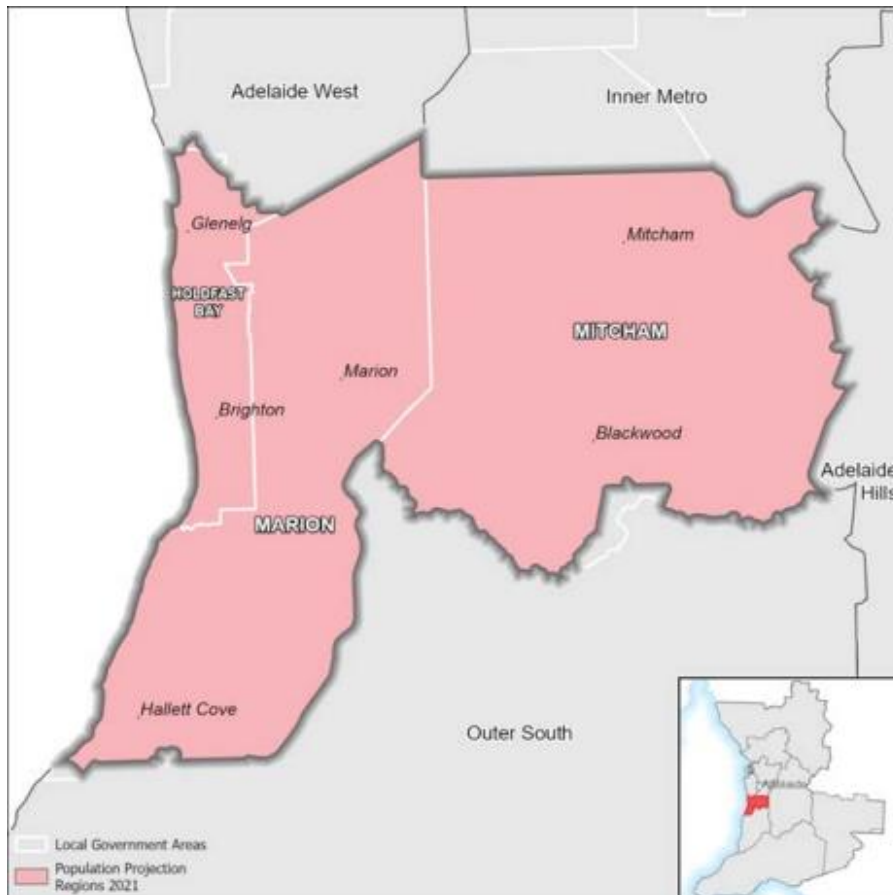 Adelaide West
Inner Metro
Glenelg
Mitcham
HOLDFAST
BAY
MITCHAM
Marion
Brighton
Blackwood
Adelaide
Hills
MARION
Hallett Cove
Outer South
Adelaide
Local Government Areas
Population Projection
Regions 2021